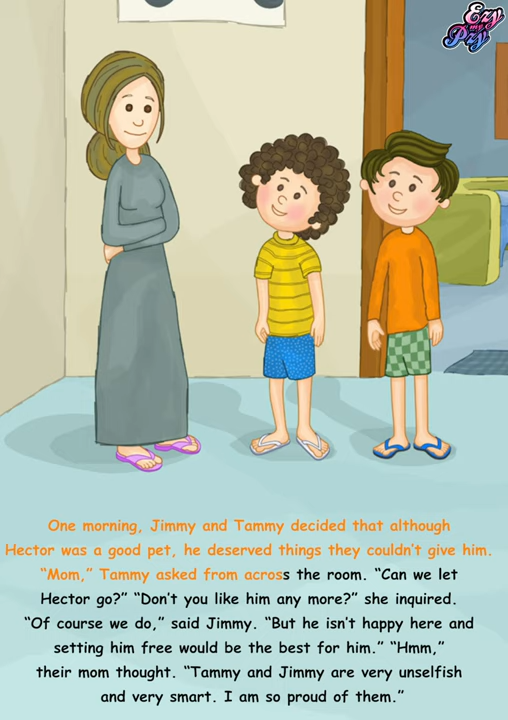 Ezy
my
Pzy
One morning, Jimmy and Tammy decided that although
Hector was a good pet, he deserved things they couldn't give him.
“Mom,” Tammy asked from across the room. “Can we let
Hector go?” “Don't you like him any more?” she inquired.
“Of course we do,” said Jimmy. “But he isn't happy here and
setting him free would be the best for him.” “Hmm,”
their mom thought. “Tammy and Jimmy are very unselfish
and very smart. I am so proud of them.”